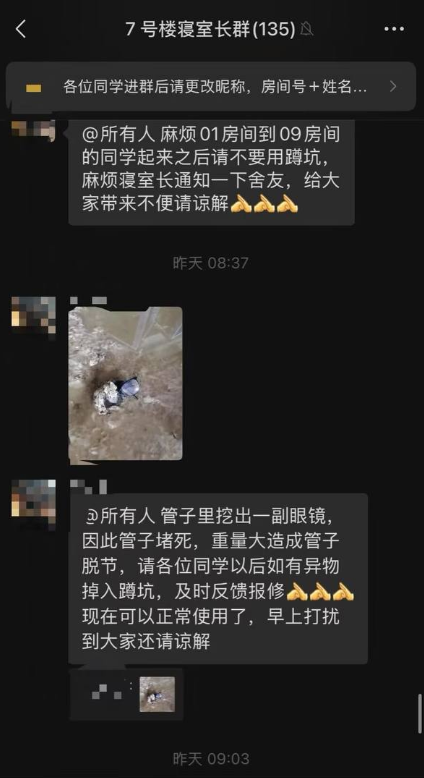 7 号楼寝室长群(135)
各位同学进群后请更改昵称，房间号＋姓名...
@所有人 麻烦01房间到09房间
的同学起来之后请不要用蹲坑，
麻烦寝室长通知一下舍友，给大
家带来不便请谅解
昨天 08:37
@所有人 管子里挖出一副眼镜，
因此管子堵死，重量大造成管子
脱节，请各位同学以后如有异物
掉入蹲坑，及时反馈报修
现在可以正常使用了，早上打扰
到大家还请谅解
昨天 09:03